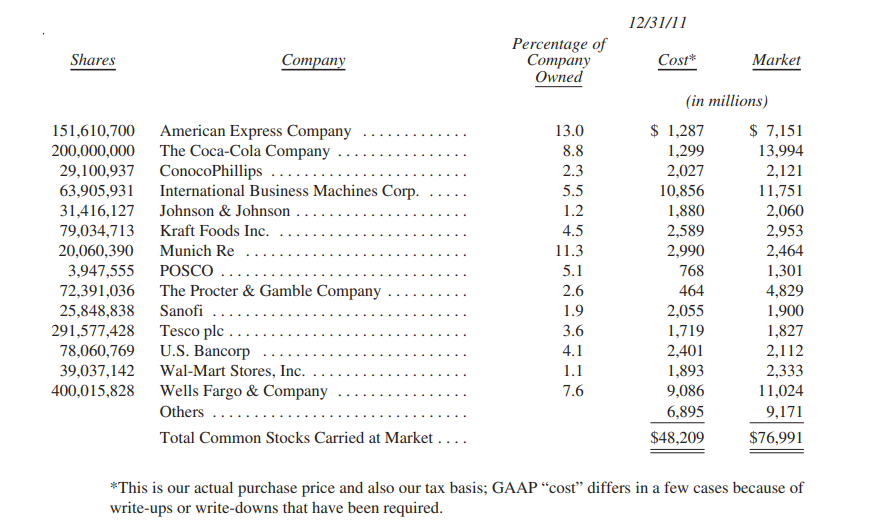 12/31/11
Percentage of
Shares Company Company Cost* Market
Owned
(in millions)
151,610,700 American Express Company . . . . . . . . . . . . . 13.0 $ 1,287 $ 7,151
200,000,000 The Coca-Cola Company . . . . . . . . . . . . . . . . 8.8 1,299 13,994
29,100,937 ConocoPhillips . . . . . . . . . . . . . . . . . . . . . . . . 2.3 2,027 2,121
63,905,931 International Business Machines Corp. . . . . . 5.5 10,856 11,751
31,416,127 Johnson & Johnson . . . . . . . . . . . . . . . . . . . . . 1.2 1,880 2,060
79,034,713 Kraft Foods Inc. . . . . . . . . . . . . . . . . . . . . . . . 4.5 2,589 2,953
20,060,390 Munich Re . . . . . . . . . . . . . . . . . . . . . . . . . . . 11.3 2,990 2,464
3,947,555 POSCO . . . . . . . . . . . . . . . . . . . . . . . . . . . . . . 5.1 768 1,301
72,391,036 The Procter & Gamble Company . . . . . . . . . . 2.6 464 4,829
25,848,838 Sanofi . . . . . . . . . . . . . . . . . . . . . . . . . . . . . . . 1.9 2,055 1,900
291,577,428 Tesco plc . . . . . . . . . . . . . . . . . . . . . . . . . . . . . 3.6 1,719 1,827
78,060,769 U.S. Bancorp . . . . . . . . . . . . . . . . . . . . . . . . . 4.1 2,401 2,112
39,037,142 Wal-Mart Stores, Inc. . . . . . . . . . . . . . . . . . . . 1.1 1,893 2,333
400,015,828 Wells Fargo & Company . . . . . . . . . . . . . . . . 7.6 9,086 11,024
Others . . . . . . . . . . . . . . . . . . . . . . . . . . . . . . . 6,895 9,171
Total Common Stocks Carried at Market . . . . $48,209 $76,991
*This is our actual purchase price and also our tax basis; GAAP “cost” differs in a few cases because of
write-ups or write-downs that have been required.